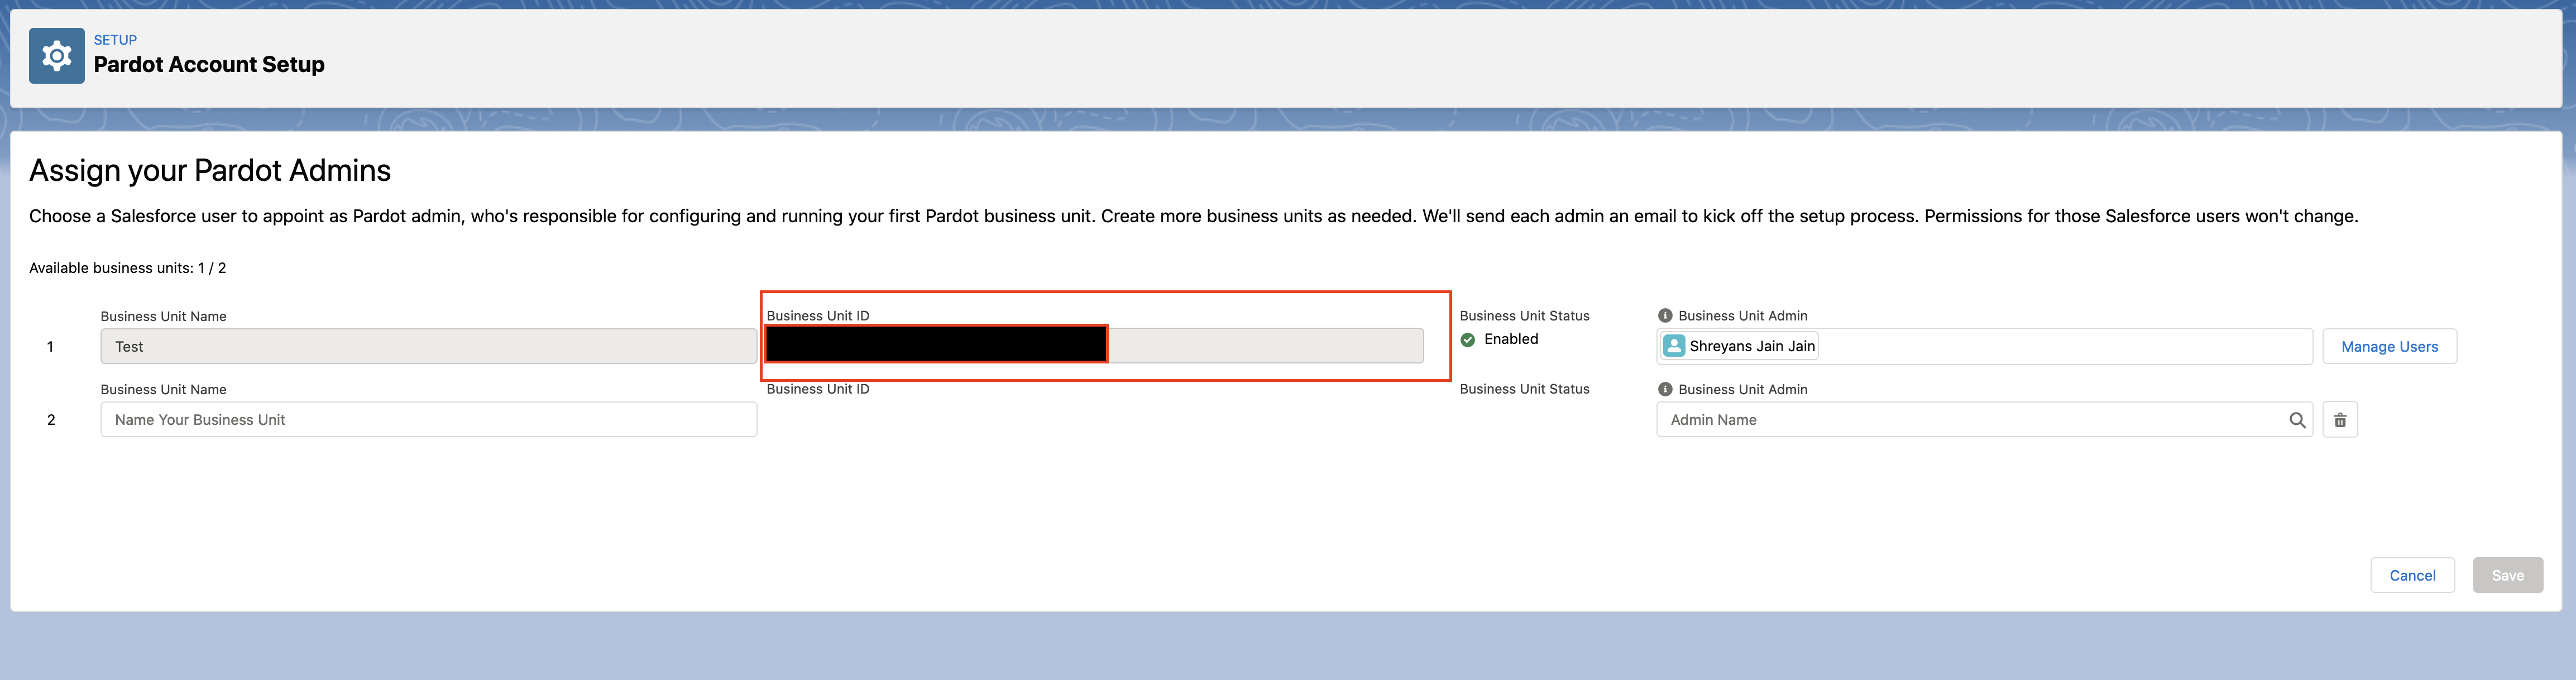 SETUP
Pardot Account Setup
Assign your Pardot Admins
Choose a Salesforce user to appoint as Pardot admin, who's responsible for configuring and running your first Pardot business unit. Create more business units as needed. We'll send each admin an email to kick off the setup process. Permissions for those Salesforce users won't change.
Available business units: 1 / 2
Business Unit Name Business Unit ID Business Unit Status Business Unit Admin
1 Test Enabled Shreyans Jain Jain Manage Users
Business Unit Name Business Unit ID Business Unit Status Business Unit Admin
2 Name Your Business Unit Admin Name
Cancel Save